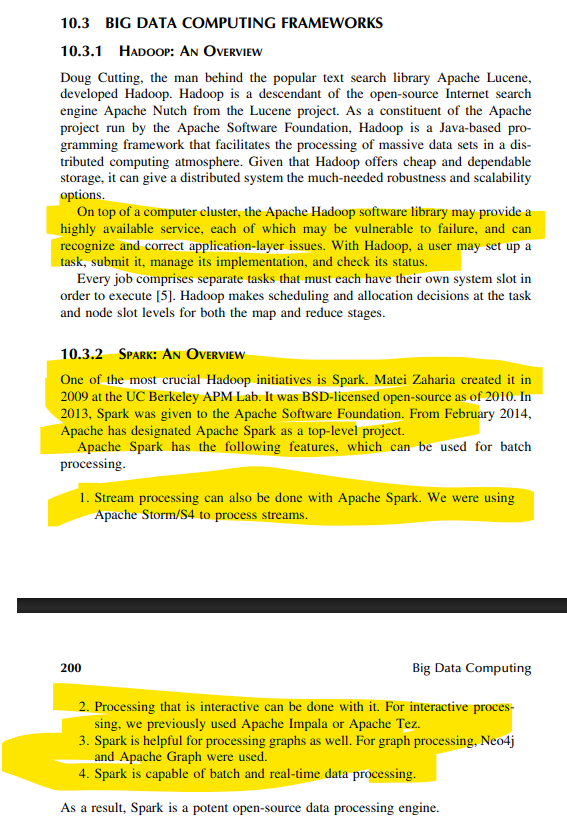 10.3 BIG DATA COMPUTING FRAMEWORKS
10.3.1 HADOOP: AN OVERVIEW
Doug Cutting, the man behind the popular text search library Apache Lucene,
developed Hadoop. Hadoop is a descendant of the open-source Internet search
engine Apache Nutch from the Lucene project. As a constituent of the Apache
project run by the Apache Software Foundation, Hadoop is a Java-based pro-
gramming framework that facilitates the processing of massive data sets in a dis-
tributed computing atmosphere. Given that Hadoop offers cheap and dependable
storage, it can give a distributed system the much-needed robustness and scalability
options.
On top of a computer cluster, the Apache Hadoop software library may provide a
highly available service, each of which may be vulnerable to failure, and can
recognize and correct application-layer issues. With Hadoop, a user may set up a
task, submit it, manage its implementation, and check its status.
Every job comprises separate tasks that must each have their own system slot in
order to execute [5]. Hadoop makes scheduling and allocation decisions at the task
and node slot levels for both the map and reduce stages.
10.3.2 SPARK: AN OVERVIEW
One of the most crucial Hadoop initiatives is Spark. Matei Zaharia created it in
2009 at the UC Berkeley APM Lab. It was BSD-licensed open-source as of 2010. In
2013, Spark was given to the Apache Software Foundation. From February 2014,
Apache has designated Apache Spark as a top-level project.
Apache Spark has the following features, which can be used for batch
processing.
1. Stream processing can also be done with Apache Spark. We were using
Apache Storm/S4 to process streams.
200 Big Data Computing
2. Processing that is interactive can be done with it. For interactive proces-
sing, we previously used Apache Impala or Apache Tez.
3. Spark is helpful for processing graphs as well. For graph processing, Neo4j
and Apache Graph were used.
4. Spark is capable of batch and real-time data processing.
As a result, Spark is a potent open-source data processing engine.